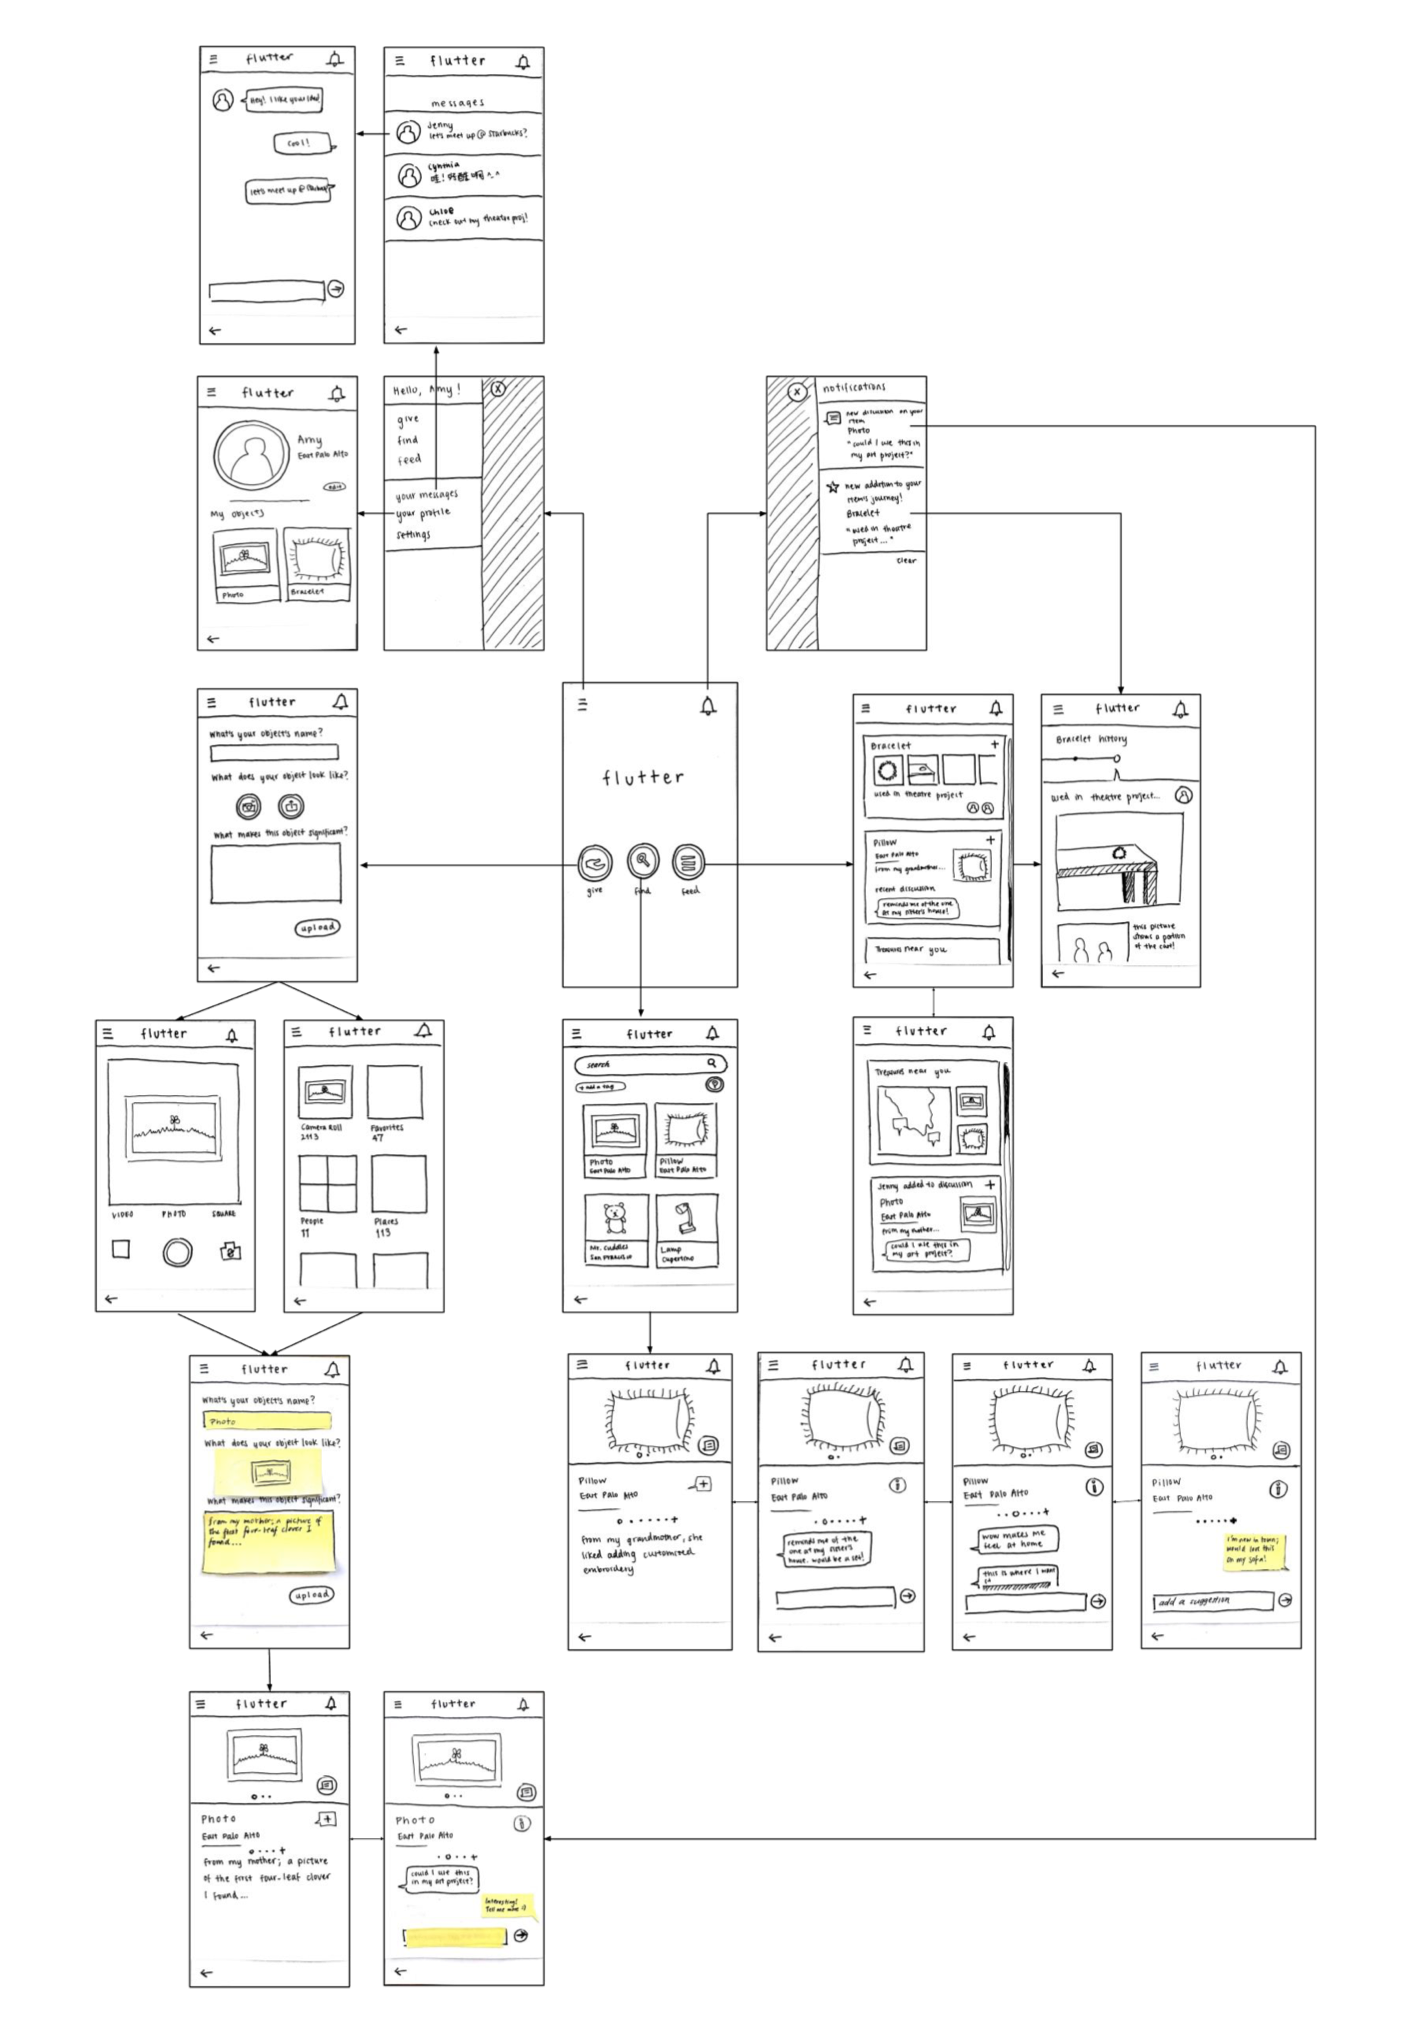 flutter
Hey! I like your idea!
Cool!
let's meet up @ Starbucks
flutter
messages
Jenny
let's meet up @ Starbucks?
Cynthia
哇! 好酷 啊 ^-^
Chloe
Check out my theatre proj!
flutter
Amy
East Palo Alto
edit
My objects
Photo
Bracelet
Hello, Amy!
X
give
find
feed
your messages
your profile
settings
X
notifications
new discussion on your
item
Photo
"could I use this in
my art project?"
new addition to your
item's journey!
Bracelet
"used in theatre
project..."
clear
flutter
What's your object's name?
What does your object look like?
What makes this object significant?
upload
flutter
give
find
feed
flutter
Bracelet
+
used in theatre project
Pillow
+
East Palo Alto
from my grandmother...
recent discussion
reminds me of the one
at my sister's home!
Treasures near you
flutter
Bracelet history
used in theatre project...
this picture
shows a portion
of the cast!
flutter
VIDEO
PHOTO
SQUARE
flutter
Camera Roll
2113
Favorites
47
People
11
Places
113
flutter
search
+ add a tag
Photo
East Palo Alto
Pillow
East Palo Alto
Mr. Cuddles
San Francisco
Lamp
Cupertino
flutter
Treasures near you
Jenny added to discussion
+
Photo
East Palo Alto
from my mother...
could I use this in
my art project?
flutter
What's your object's name?
Photo
What does your object look like?
What makes this object significant?
from my mother; a picture of
the first four-leaf clover I
found...
upload
flutter
Pillow
+
East Palo Alto
+
from my grandmother, she
liked adding customized
embroidery
flutter
Pillow
i
East Palo Alto
+
reminds me of the
one at my sister's
home. would be a set!
flutter
Pillow
i
East Palo Alto
+
wow makes me
feel at home
this is where I want
flutter
Pillow
i
East Palo Alto
+
I'm new in town;
would love this
on my sofa!
add a suggestion
flutter
Photo
+
East Palo Alto
+
from my mother; a picture
of the first four-leaf clover
I found...
flutter
Photo
i
East Palo Alto
+
could I use this
in my art project?
Interesting!
Tell me more :)